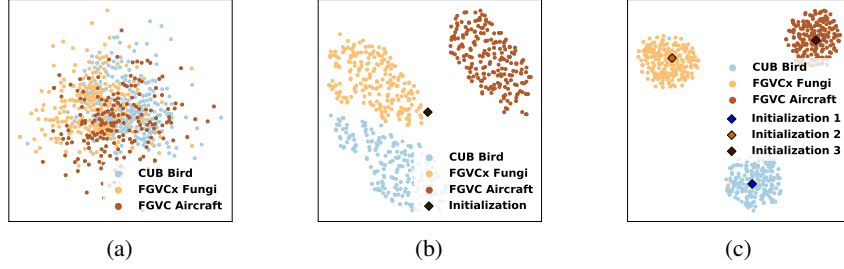 CUB Bird
FGVCx Fungi
FGVC Aircraft
(a)
CUB Bird
FGVCx Fungi
FGVC Aircraft
Initialization
(b)
CUB Bird
FGVCx Fungi
FGVC Aircraft
Initialization 1
Initialization 2
Initialization 3
(c)